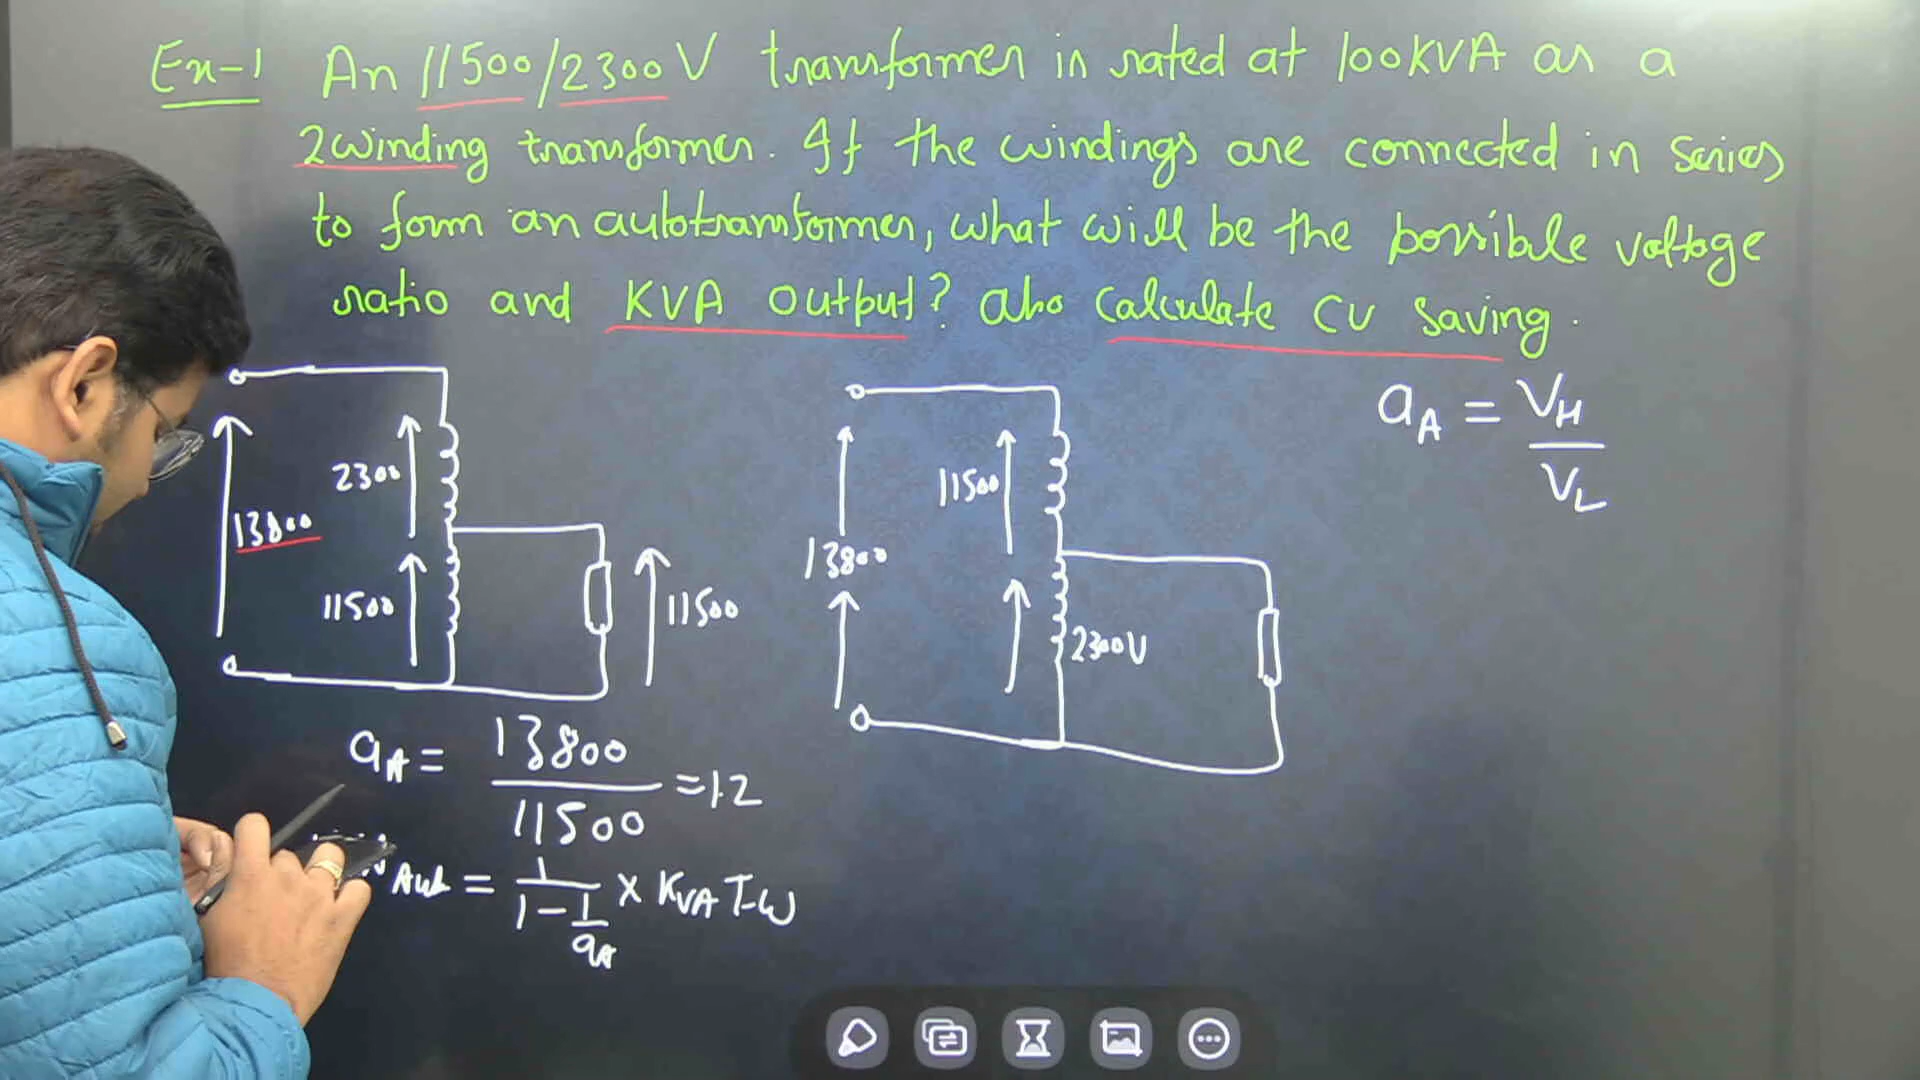 Ex-1 An 11500/2300 V transformer is rated at 100KVA as a
2winding transformer. If the windings are connected in series
to form an autotransformer, what will be the possible voltage
ratio and KVA output? also calculate CU saving.
2300
13800
11500
11500
aA = 13800/11500 = 1.2
Aut = 1/(1-1/aA) x KVA T-W
11500
13800
2300V
aA = VH/VL